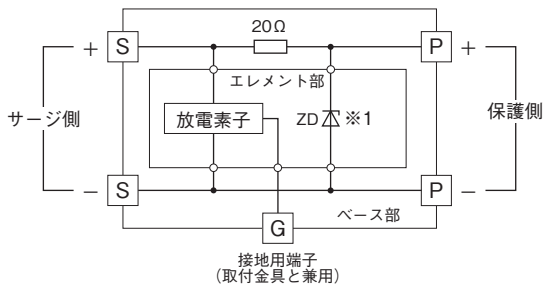 20Ω
+ S P +
エレメント部
サージ側
放電素子
ZD ※1
保護側
− S P −
G
ベース部
接地用端子
(取付金具と兼用)